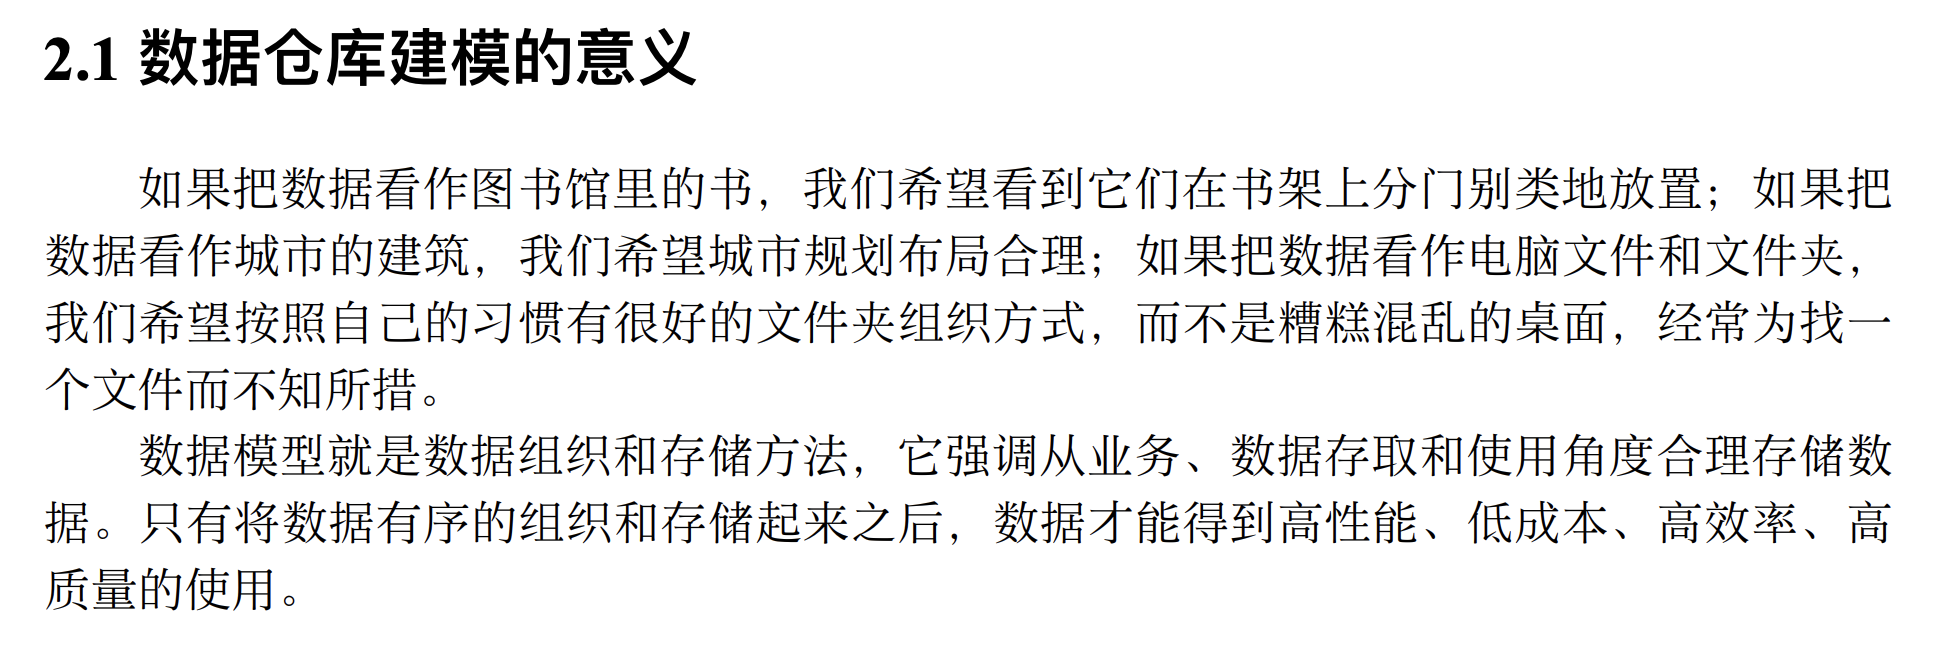 2.1 数据仓库建模的意义
如果把数据看作图书馆里的书，我们希望看到它们在书架上分门别类地放置；如果把
数据看作城市的建筑，我们希望城市规划布局合理；如果把数据看作电脑文件和文件夹，
我们希望按照自己的习惯有很好的文件夹组织方式，而不是糟糕混乱的桌面，经常为找一
个文件而不知所措。
数据模型就是数据组织和存储方法，它强调从业务、数据存取和使用角度合理存储数
据。只有将数据有序的组织和存储起来之后，数据才能得到高性能、低成本、高效率、高
质量的使用。